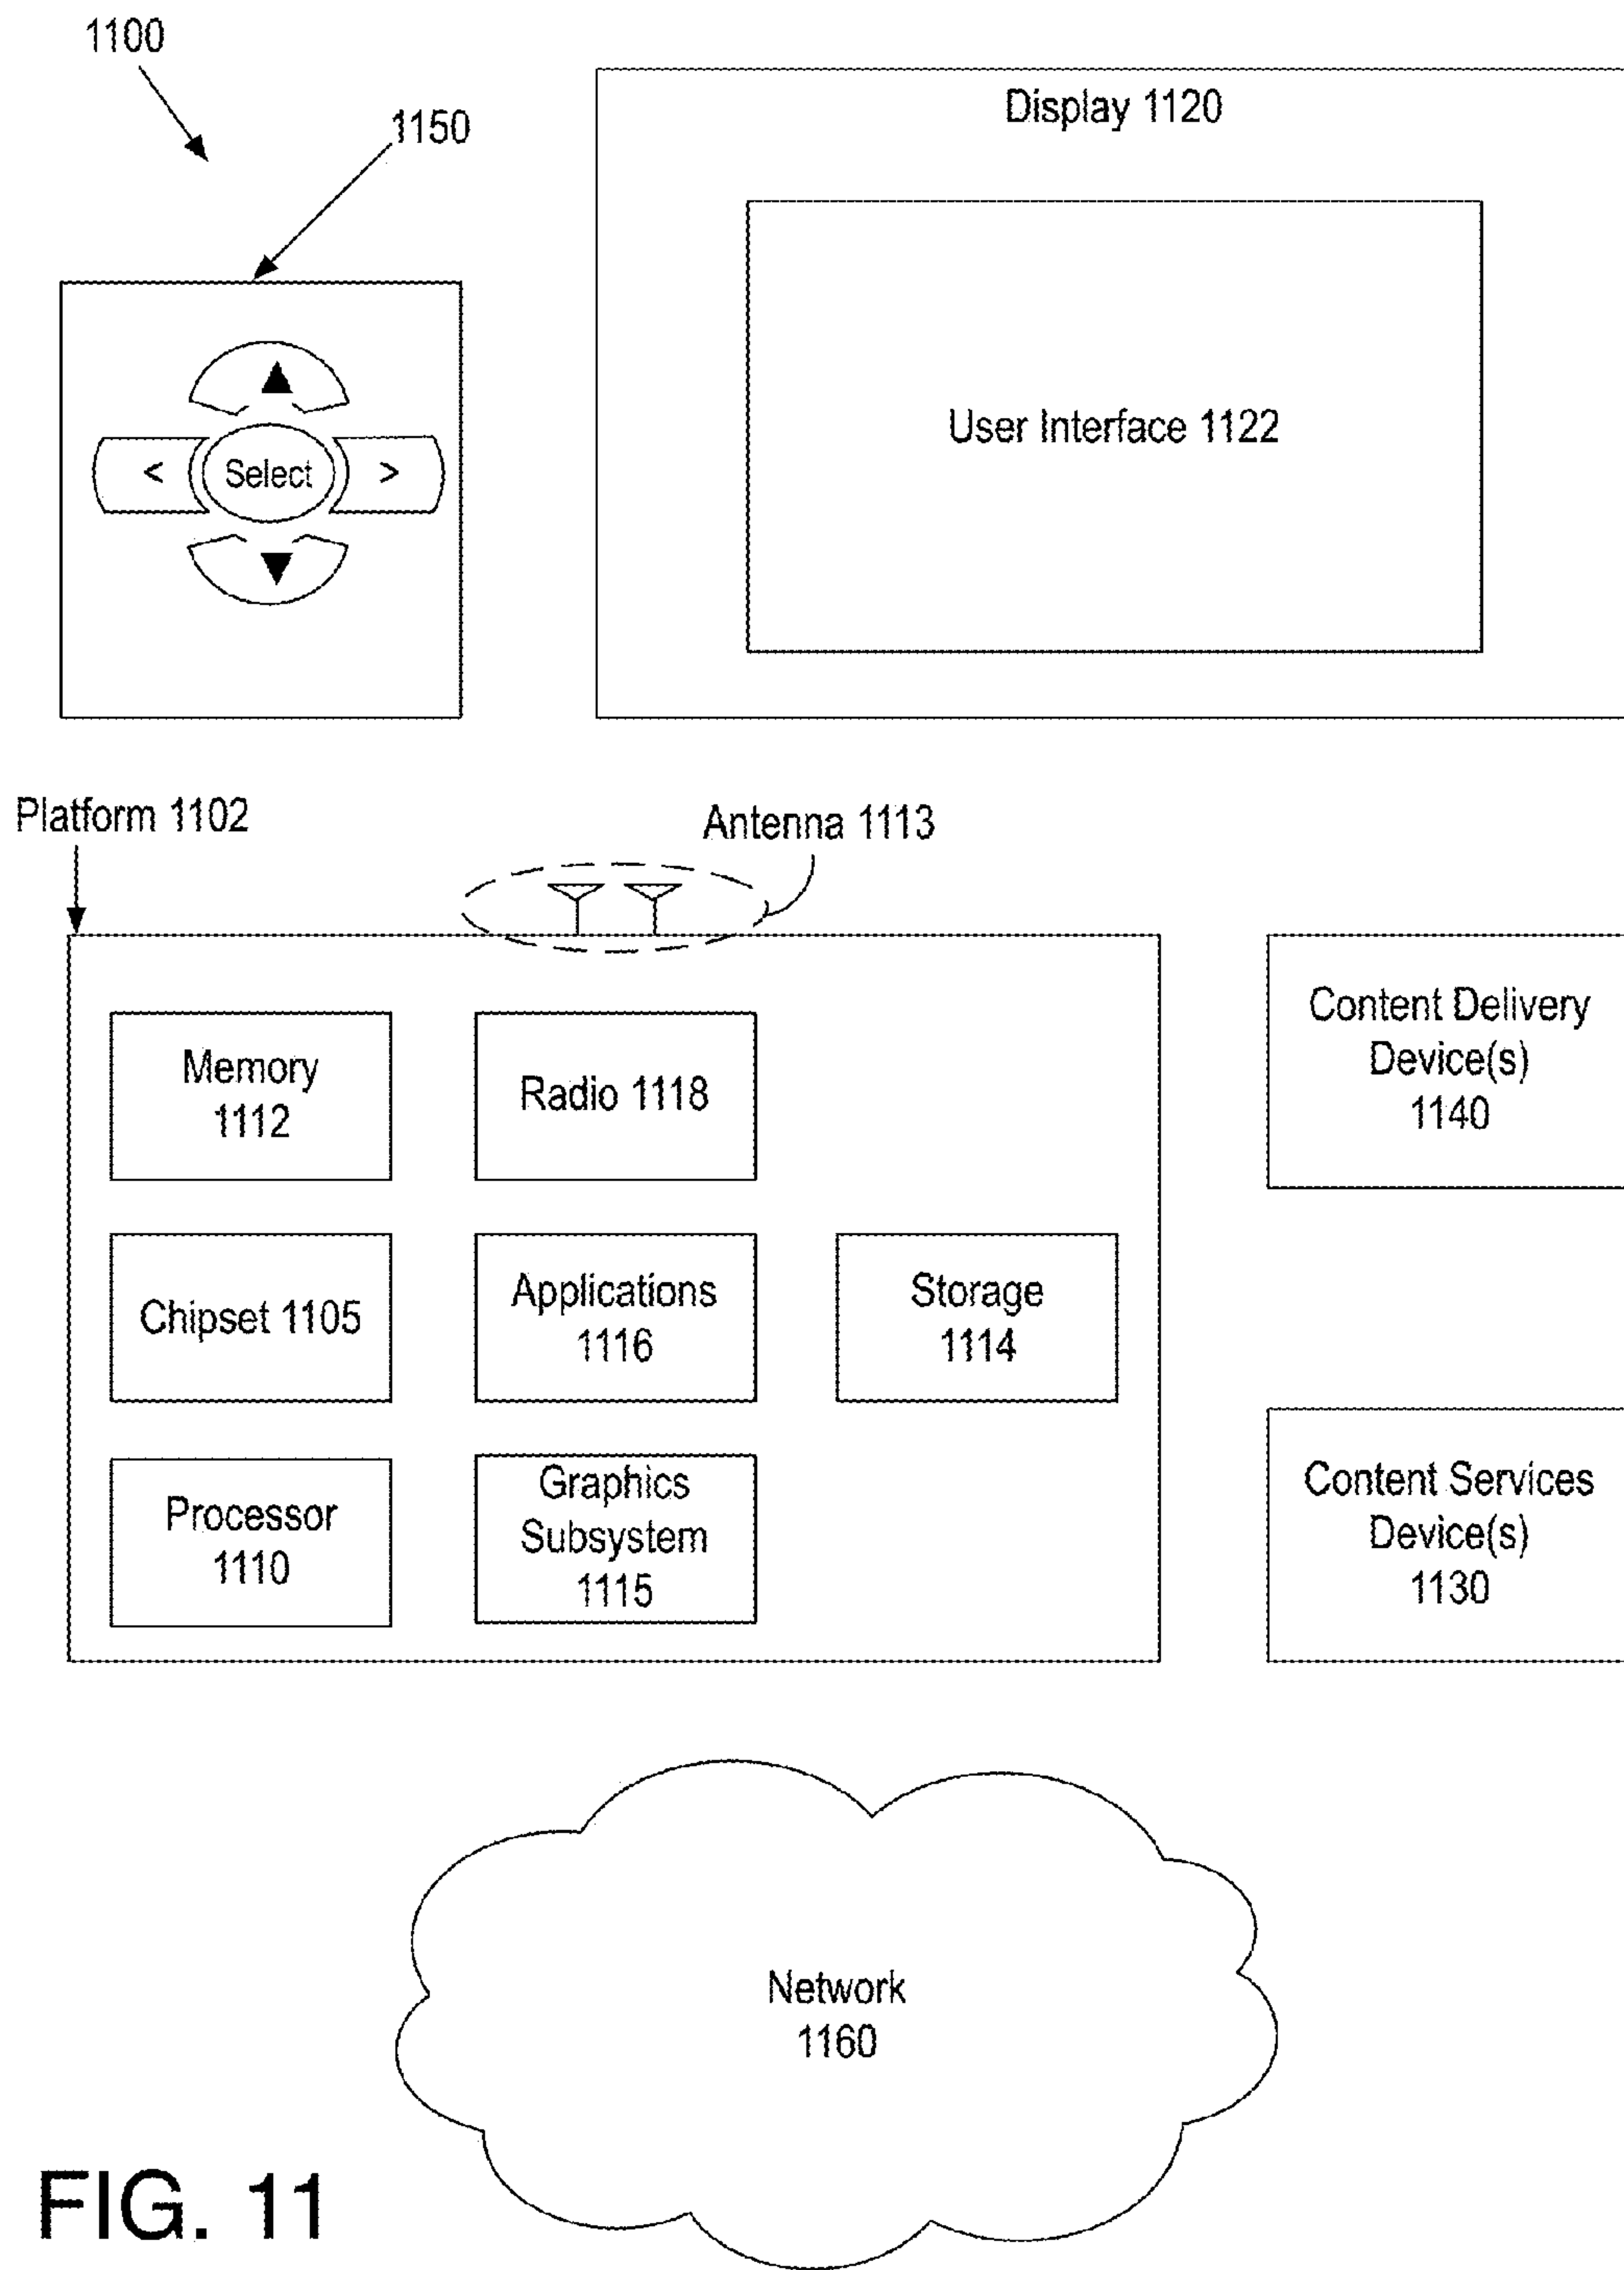 1100
1150
Display 1120
User Interface 1122
<
Select
>
Platform 1102
Antenna 1113
Memory
1112
Radio 1118
Content Delivery
Device(s)
1140
Chipset 1105
Applications
1116
Storage
1114
Processor
1110
Graphics
Subsystem
1115
Content Services
Device(s)
1130
Network
1160
FIG. 11